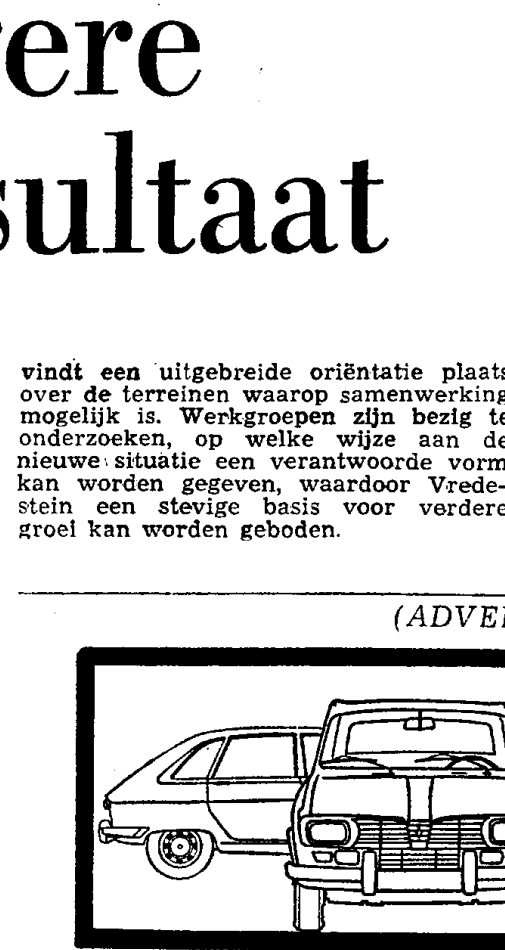 ere
sultaat
vindt een uitgebreide oriëntatie plaats
over de terreinen waarop samenwerking
mogelijk is. Werkgroepen zijn bezig te
onderzoeken, op welke wijze aan de
nieuwe situatie een verantwoorde vorm
kan worden gegeven, waardoor Vrede-
stein een stevige basis voor verdere
groei kan worden geboden.
(ADVE